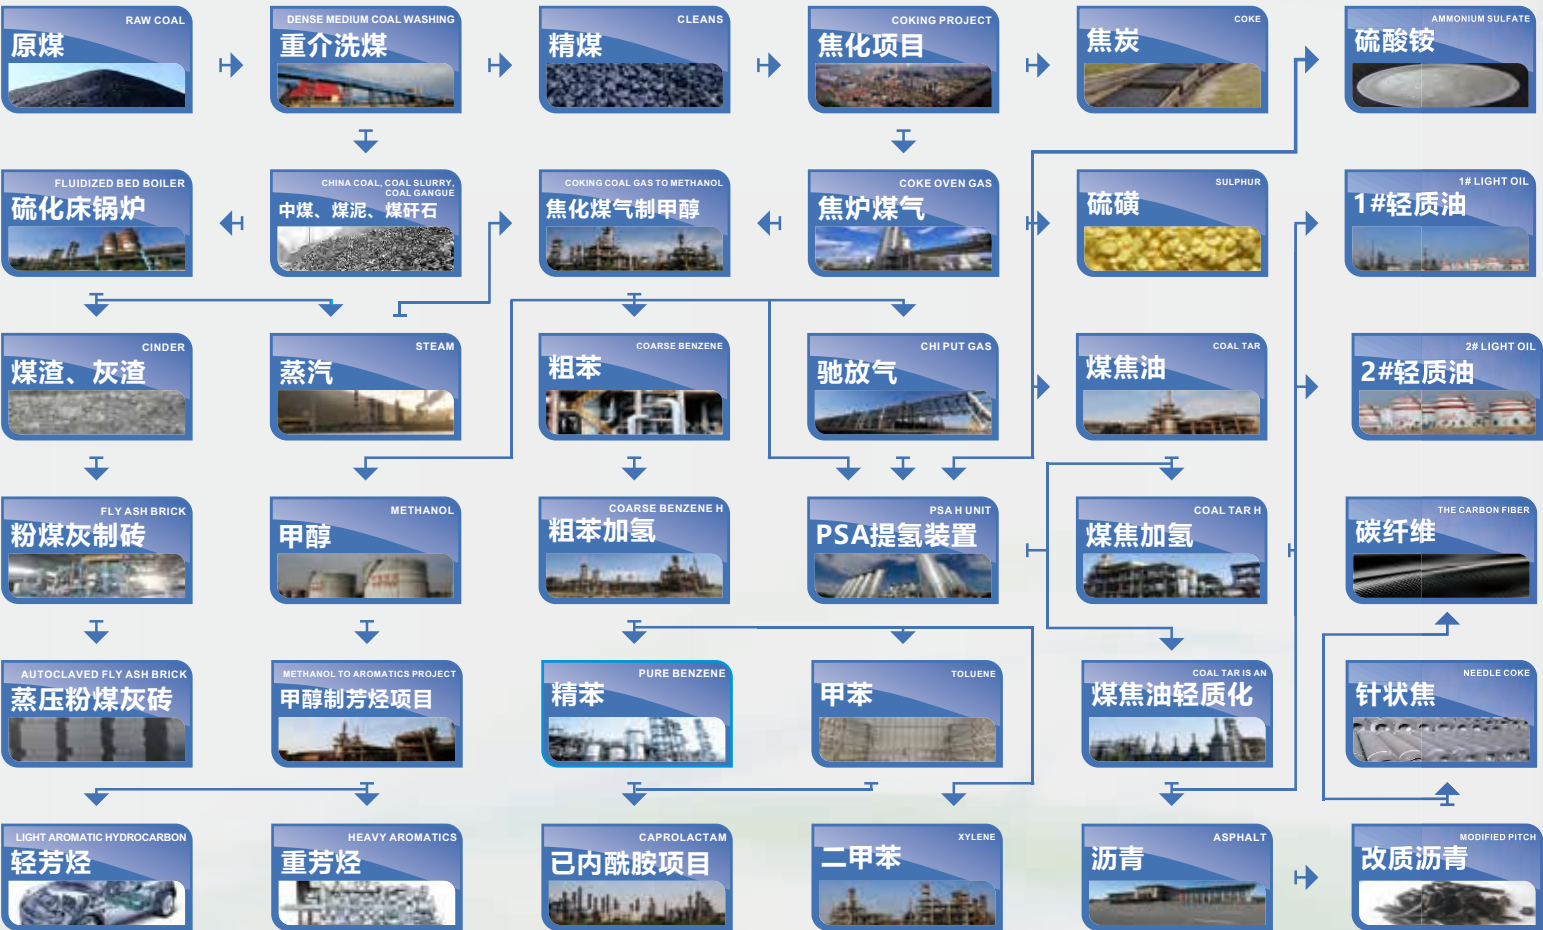 RAW COAL
原煤
DENSE MEDIUM COAL WASHING
重介洗煤
CLEANS
精煤
COKING PROJECT
焦化项目
COKE
焦炭
AMMONIUM SULFATE
硫酸铵
FLUIDIZED BED BOILER
硫化床锅炉
CHINA COAL, COAL SLURRY,
COAL GANGUE
中煤、煤泥、煤矸石
COKING COAL GAS TO METHANOL
焦化煤气制甲醇
COKE OVEN GAS
焦炉煤气
SULPHUR
硫磺
1# LIGHT OIL
1#轻质油
CINDER
煤渣、灰渣
STEAM
蒸汽
COARSE BENZENE
粗苯
CHI PUT GAS
驰放气
COAL TAR
煤焦油
2# LIGHT OIL
2#轻质油
FLY ASH BRICK
粉煤灰制砖
METHANOL
甲醇
COARSE BENZENE H
粗苯加氢
PSA H UNIT
PSA提氢装置
COAL TAR H
煤焦加氢
THE CARBON FIBER
碳纤维
AUTOCLAVED FLY ASH BRICK
蒸压粉煤灰砖
METHANOL TO AROMATICS PROJECT
甲醇制芳烃项目
PURE BENZENE
精苯
TOLUENE
甲苯
COAL TAR IS AN
煤焦油轻质化
NEEDLE COKE
针状焦
LIGHT AROMATIC HYDROCARBON
轻芳烃
HEAVY AROMATICS
重芳烃
CAPROLACTAM
已内酰胺项目
XYLENE
二甲苯
ASPHALT
沥青
MODIFIED PITCH
改质沥青